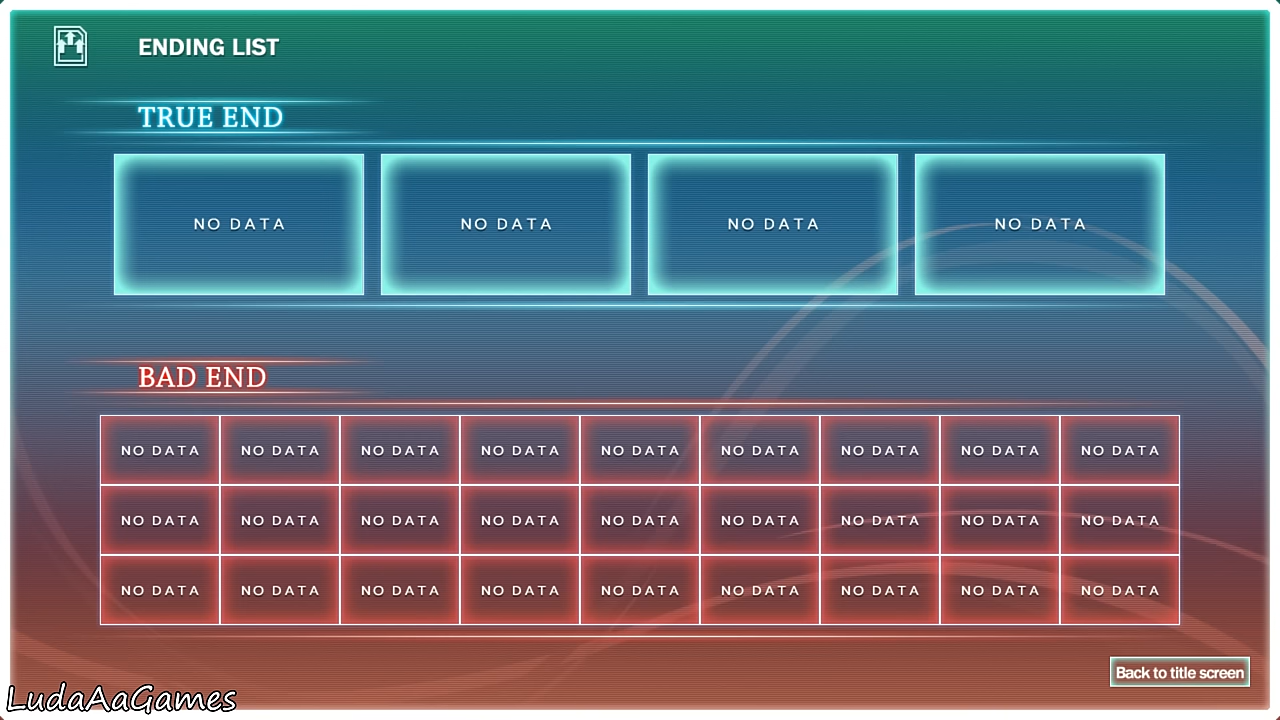 ENDING LIST
TRUE END
NO DATA NO DATA NO DATA NO DATA
BAD END
NO DATA NO DATA NO DATA NO DATA NO DATA NO DATA NO DATA NO DATA NO DATA
NO DATA NO DATA NO DATA NO DATA NO DATA NO DATA NO DATA NO DATA NO DATA
NO DATA NO DATA NO DATA NO DATA NO DATA NO DATA NO DATA NO DATA NO DATA
Back to title screen
LudaAaGames